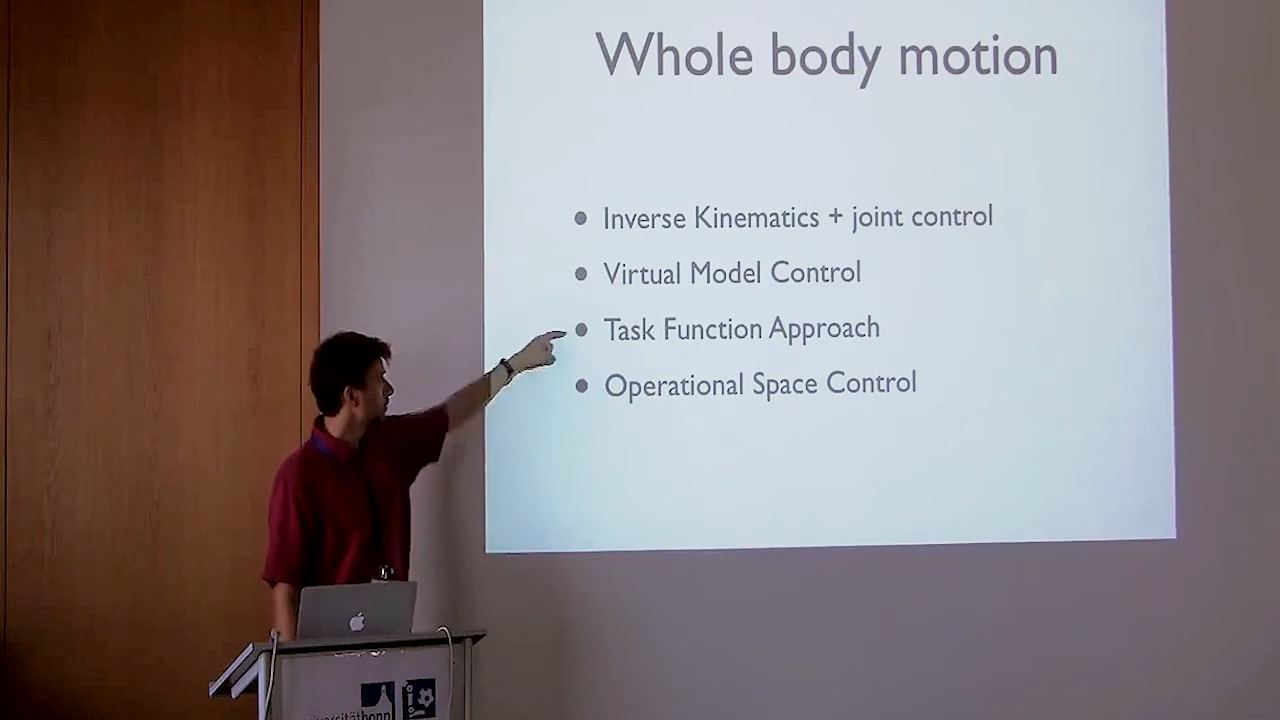 Whole body motion
• Inverse Kinematics + joint control
• Virtual Model Control
• Task Function Approach
• Operational Space Control